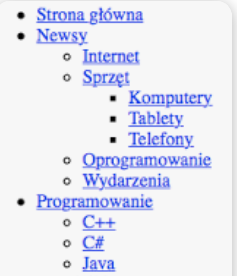 Strona główna
Newsy
Internet
Sprzęt
Komputery
Tablety
Telefony
Oprogramowanie
Wydarzenia
Programowanie
C++
C#
Java